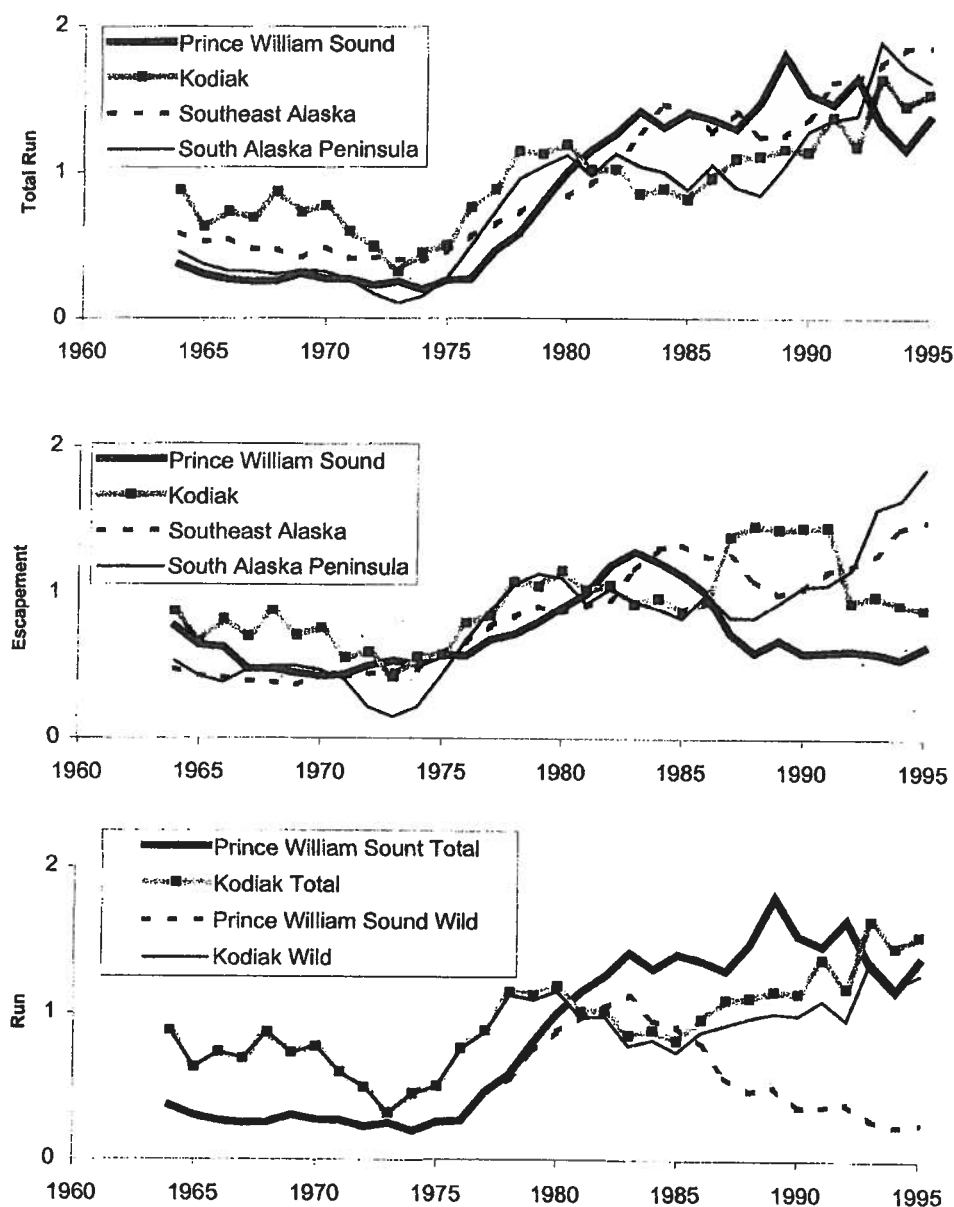 2
Prince William Sound
Kodiak
Southeast Alaska
South Alaska Peninsula
Total Run
1
0
1960 1965 1970 1975 1980 1985 1990 1995
2
Prince William Sound
Kodiak
Southeast Alaska
South Alaska Peninsula
Escapement
1
0
1960 1965 1970 1975 1980 1985 1990 1995
2
Prince William Sount Total
Kodiak Total
Prince William Sound Wild
Kodiak Wild
Run
1
0
1960 1965 1970 1975 1980 1985 1990 1995